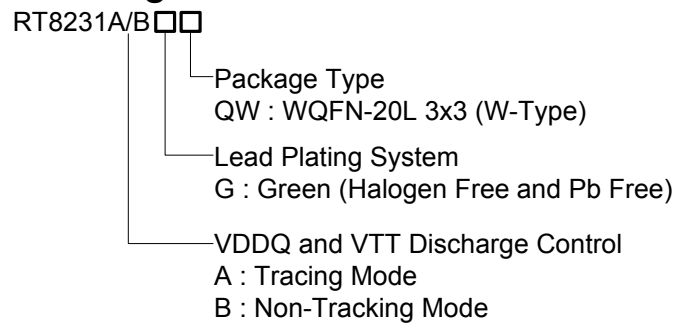 RT8231A/B□□
Package Type
QW : WQFN-20L 3x3 (W-Type)
Lead Plating System
G : Green (Halogen Free and Pb Free)
VDDQ and VTT Discharge Control
A : Tracing Mode
B : Non-Tracking Mode